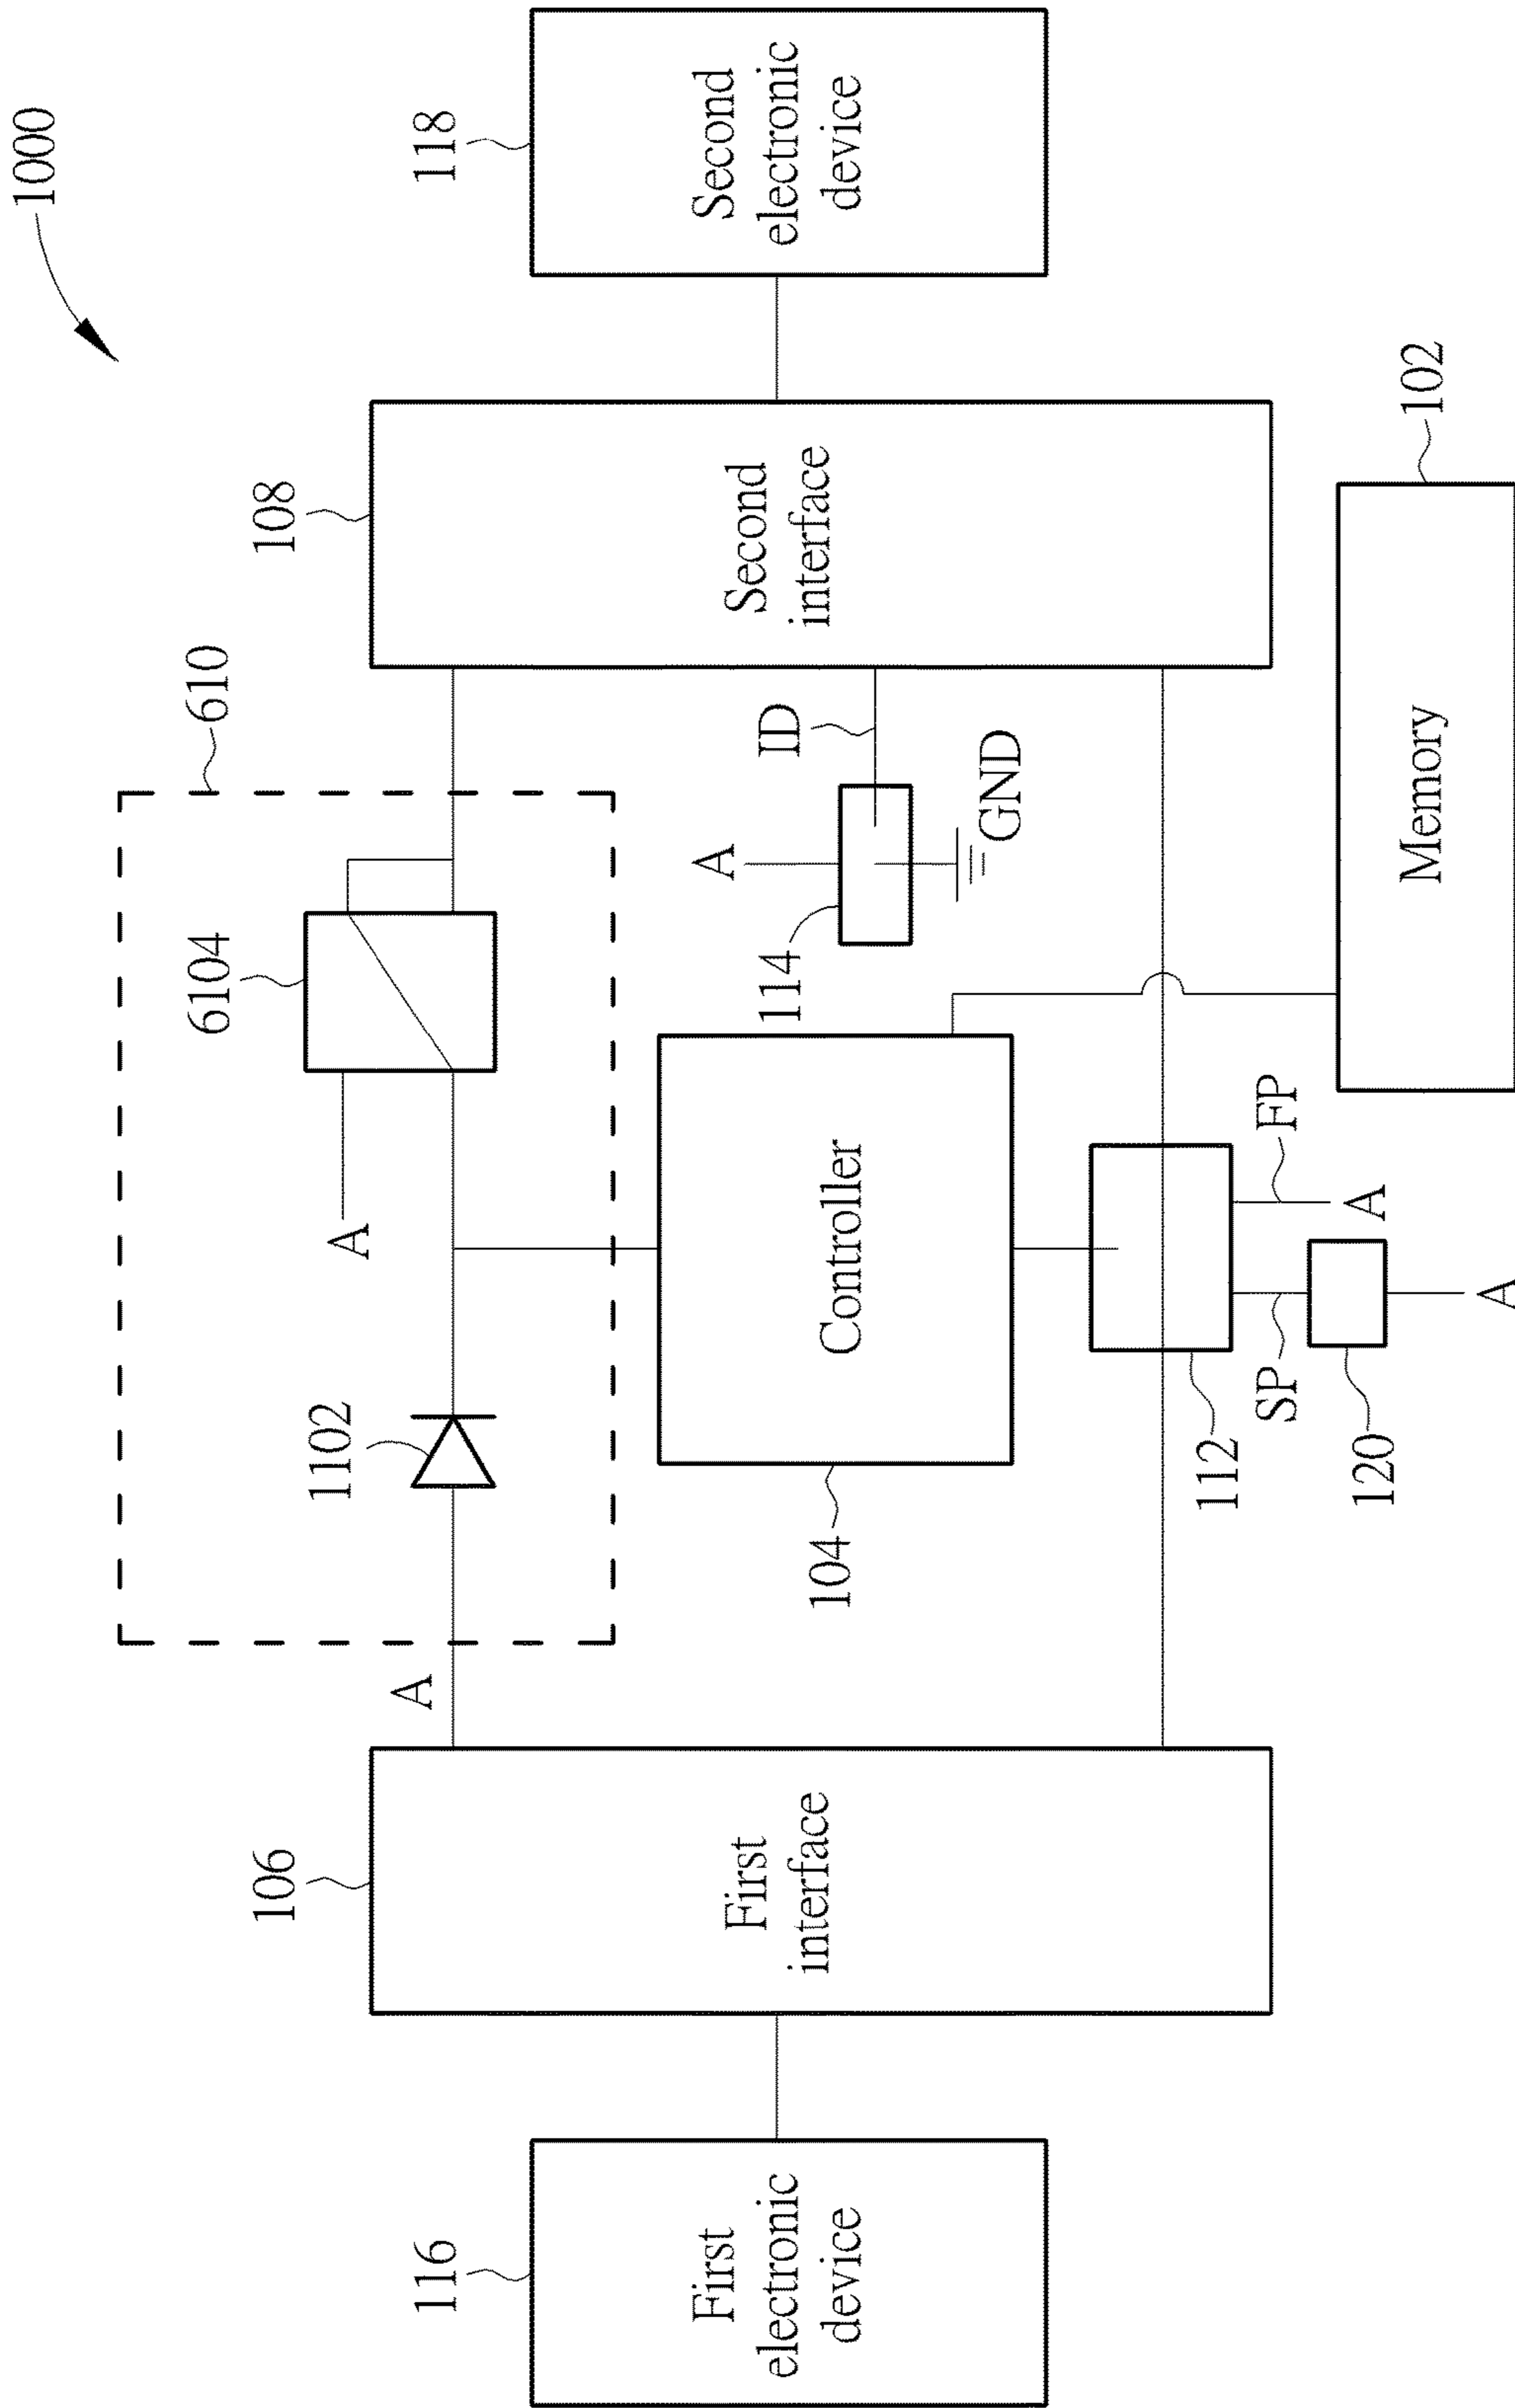 1000
610
6104
1102
A
A
116
First
electronic
device
106
First
interface
104
Controller
114
A
ID
GND
108
Second
interface
118
Second
electronic
device
112
SP
FP
A
120
A
Memory
102